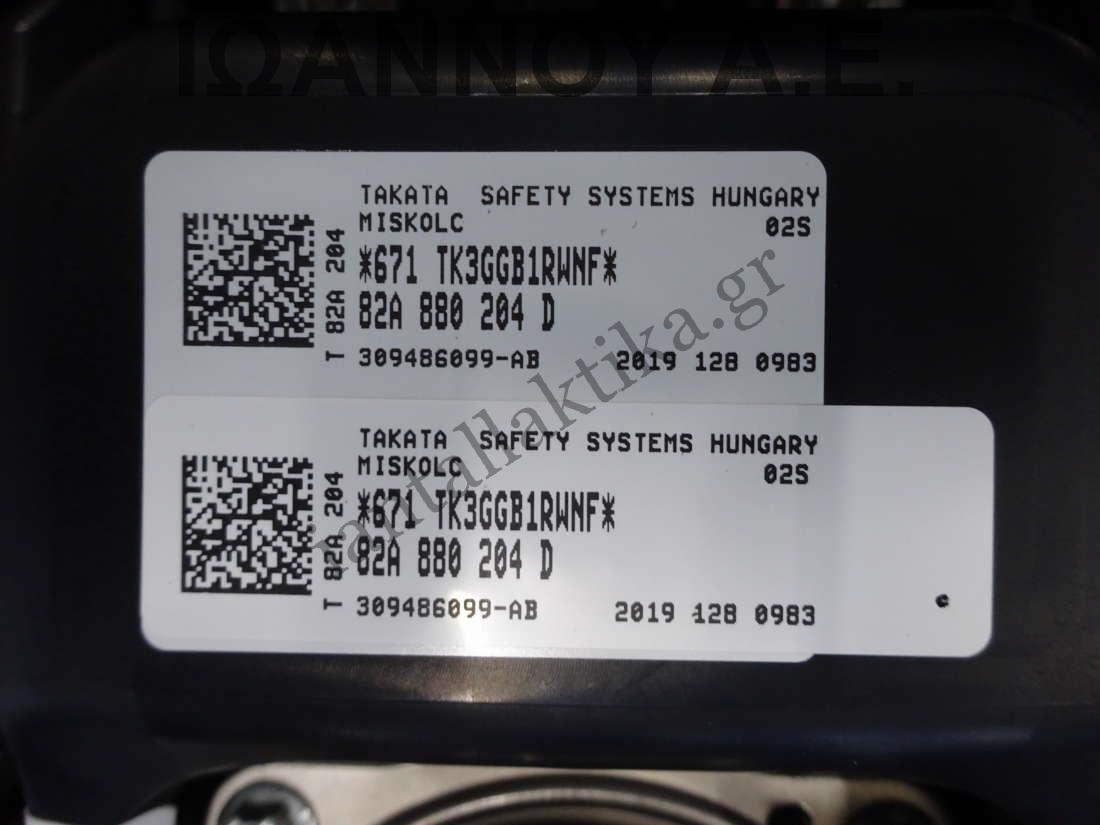 ΙΩΑΝΝΟΥ Α.Ε.
TAKATA SAFETY SYSTEMS HUNGARY
MISKOLC 02S
*671 TK3GGB1RWNF*
82A 880 204 D
309486099-AB 2019 128 0983
T 82A 204
TAKATA SAFETY SYSTEMS HUNGARY
MISKOLC 02S
*671 TK3GGB1RWNF*
82A 880 204 D
309486099-AB 2019 128 0983
T 82A 204
iantallaktika.gr